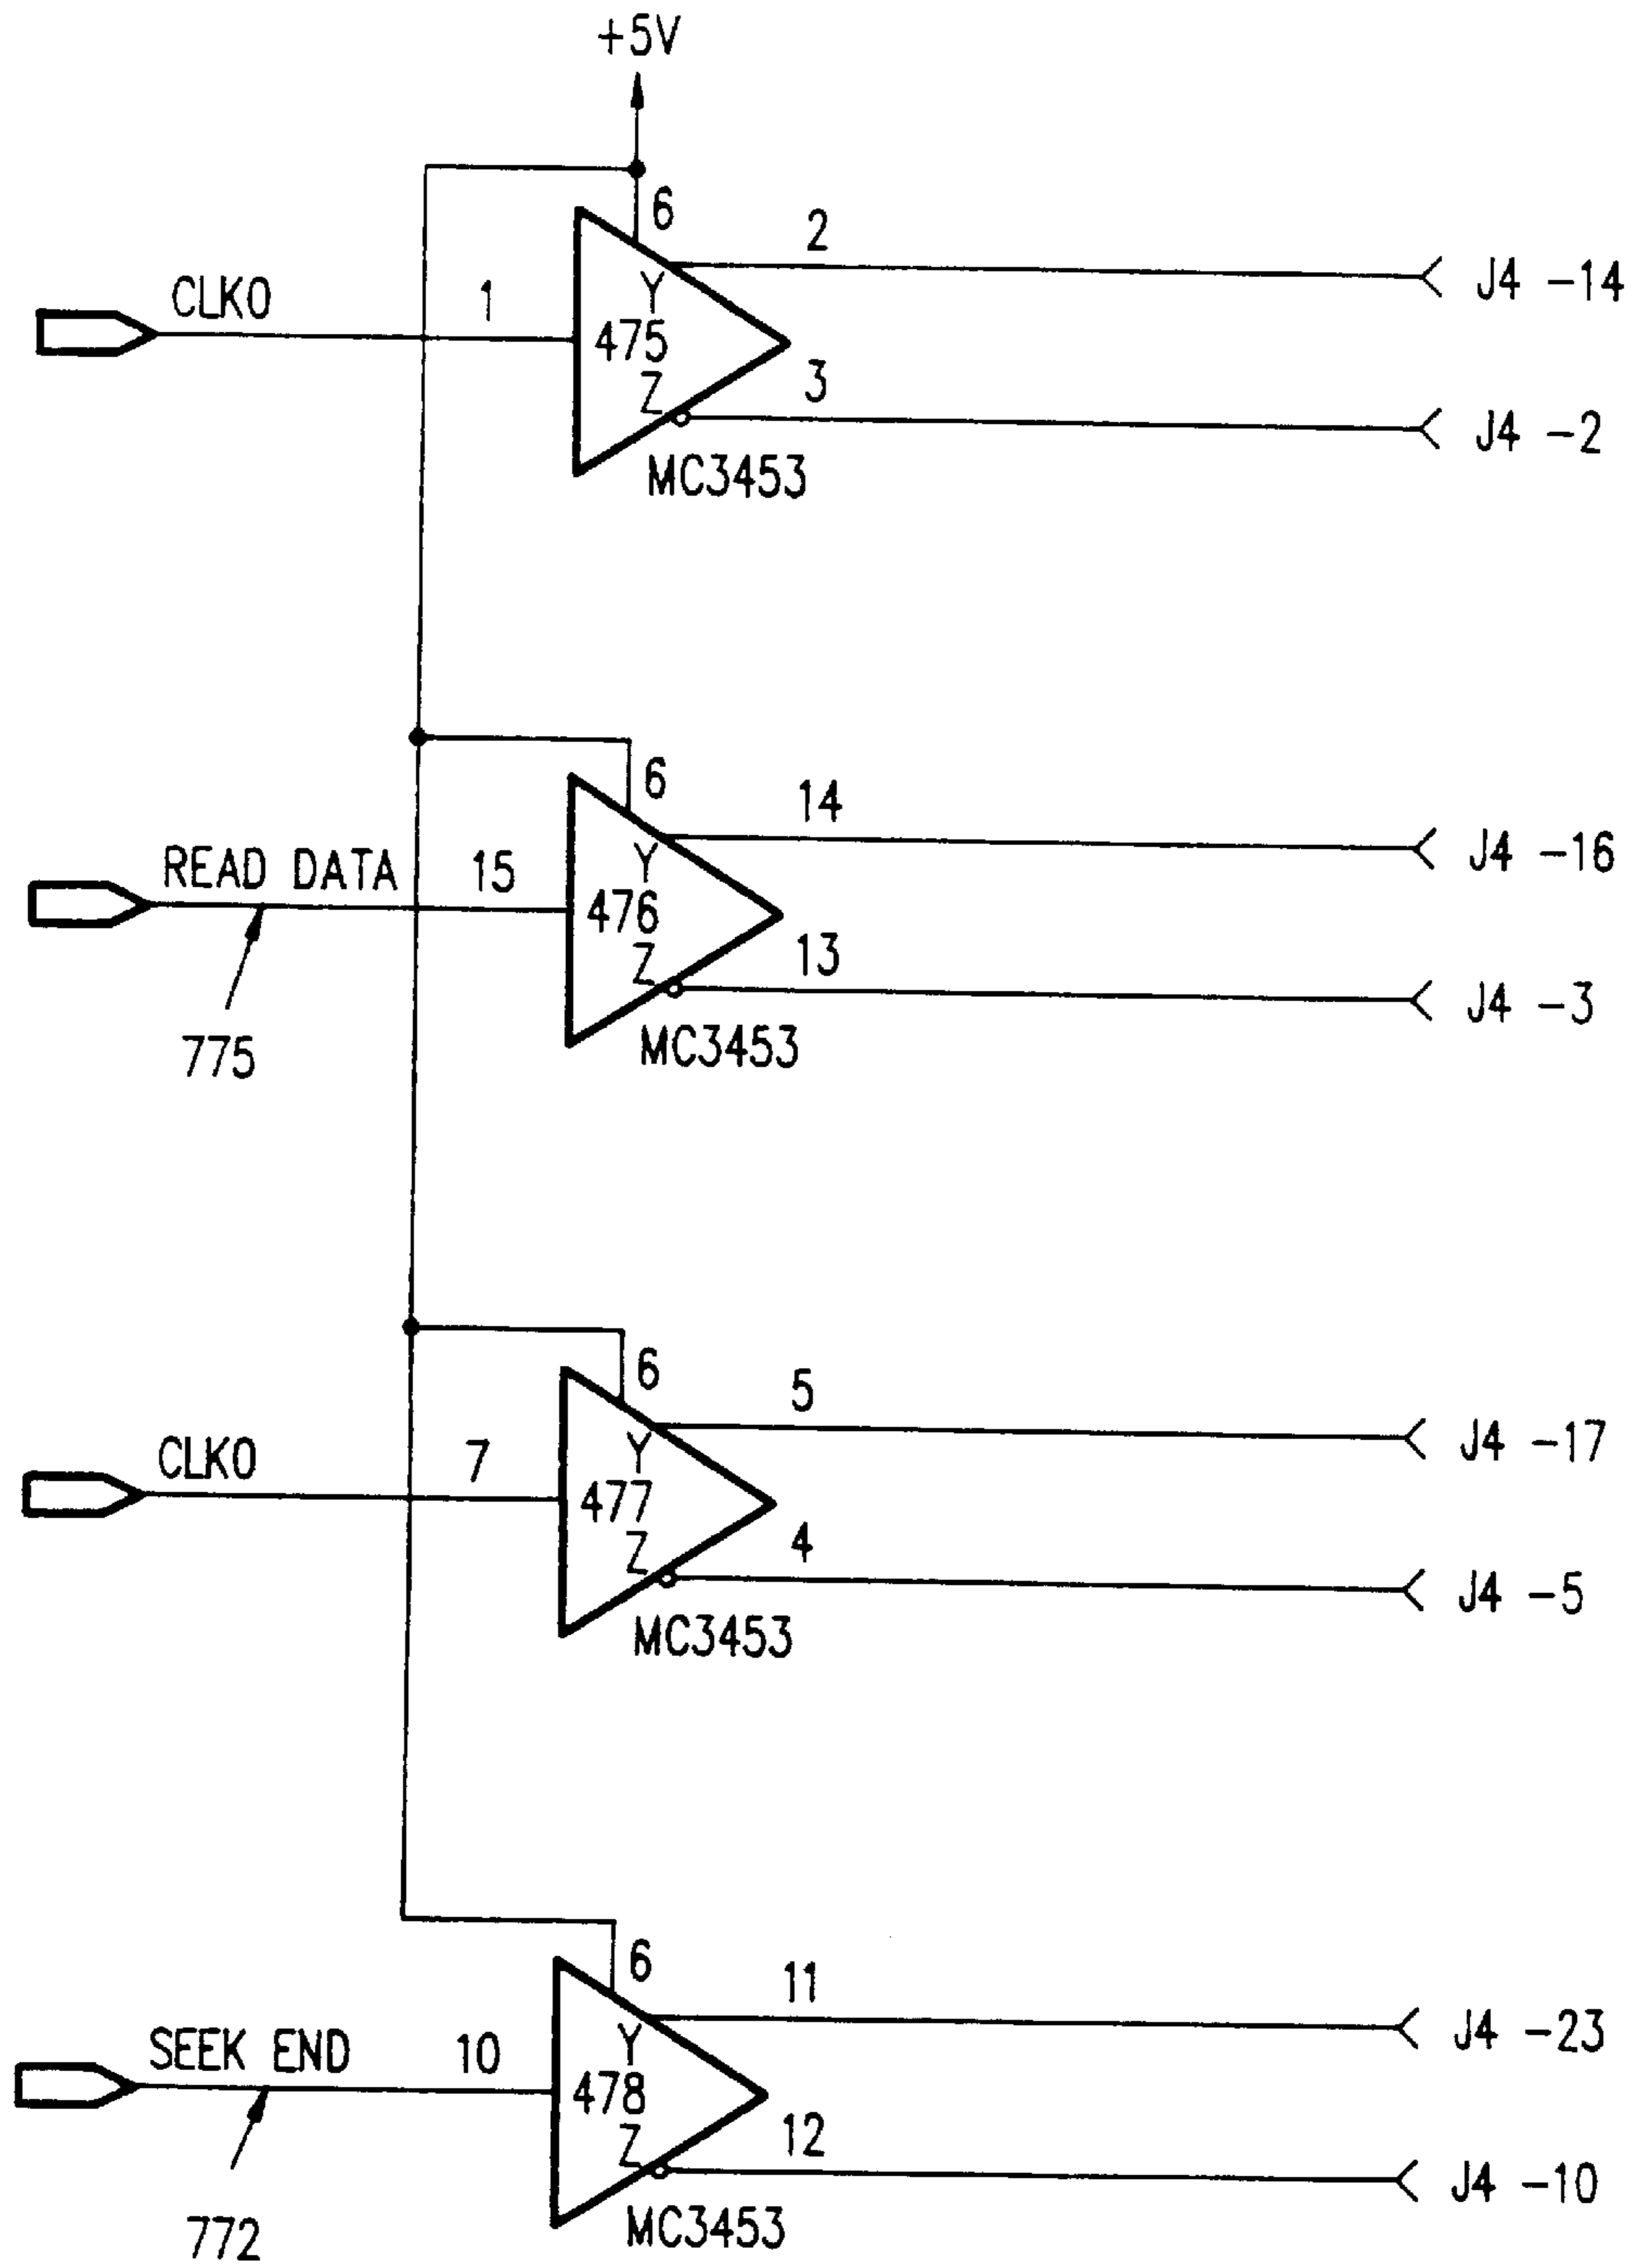 +5V
6
2
CLK0
1
Y
J4 -14
475
3
Z
J4 -2
MC3453
6
14
READ DATA
15
Y
J4 -16
476
13
Z
J4 -3
775
MC3453
6
5
CLK0
7
Y
J4 -17
477
4
Z
J4 -5
MC3453
6
11
SEEK END
10
Y
J4 -23
478
12
Z
J4 -10
772
MC3453